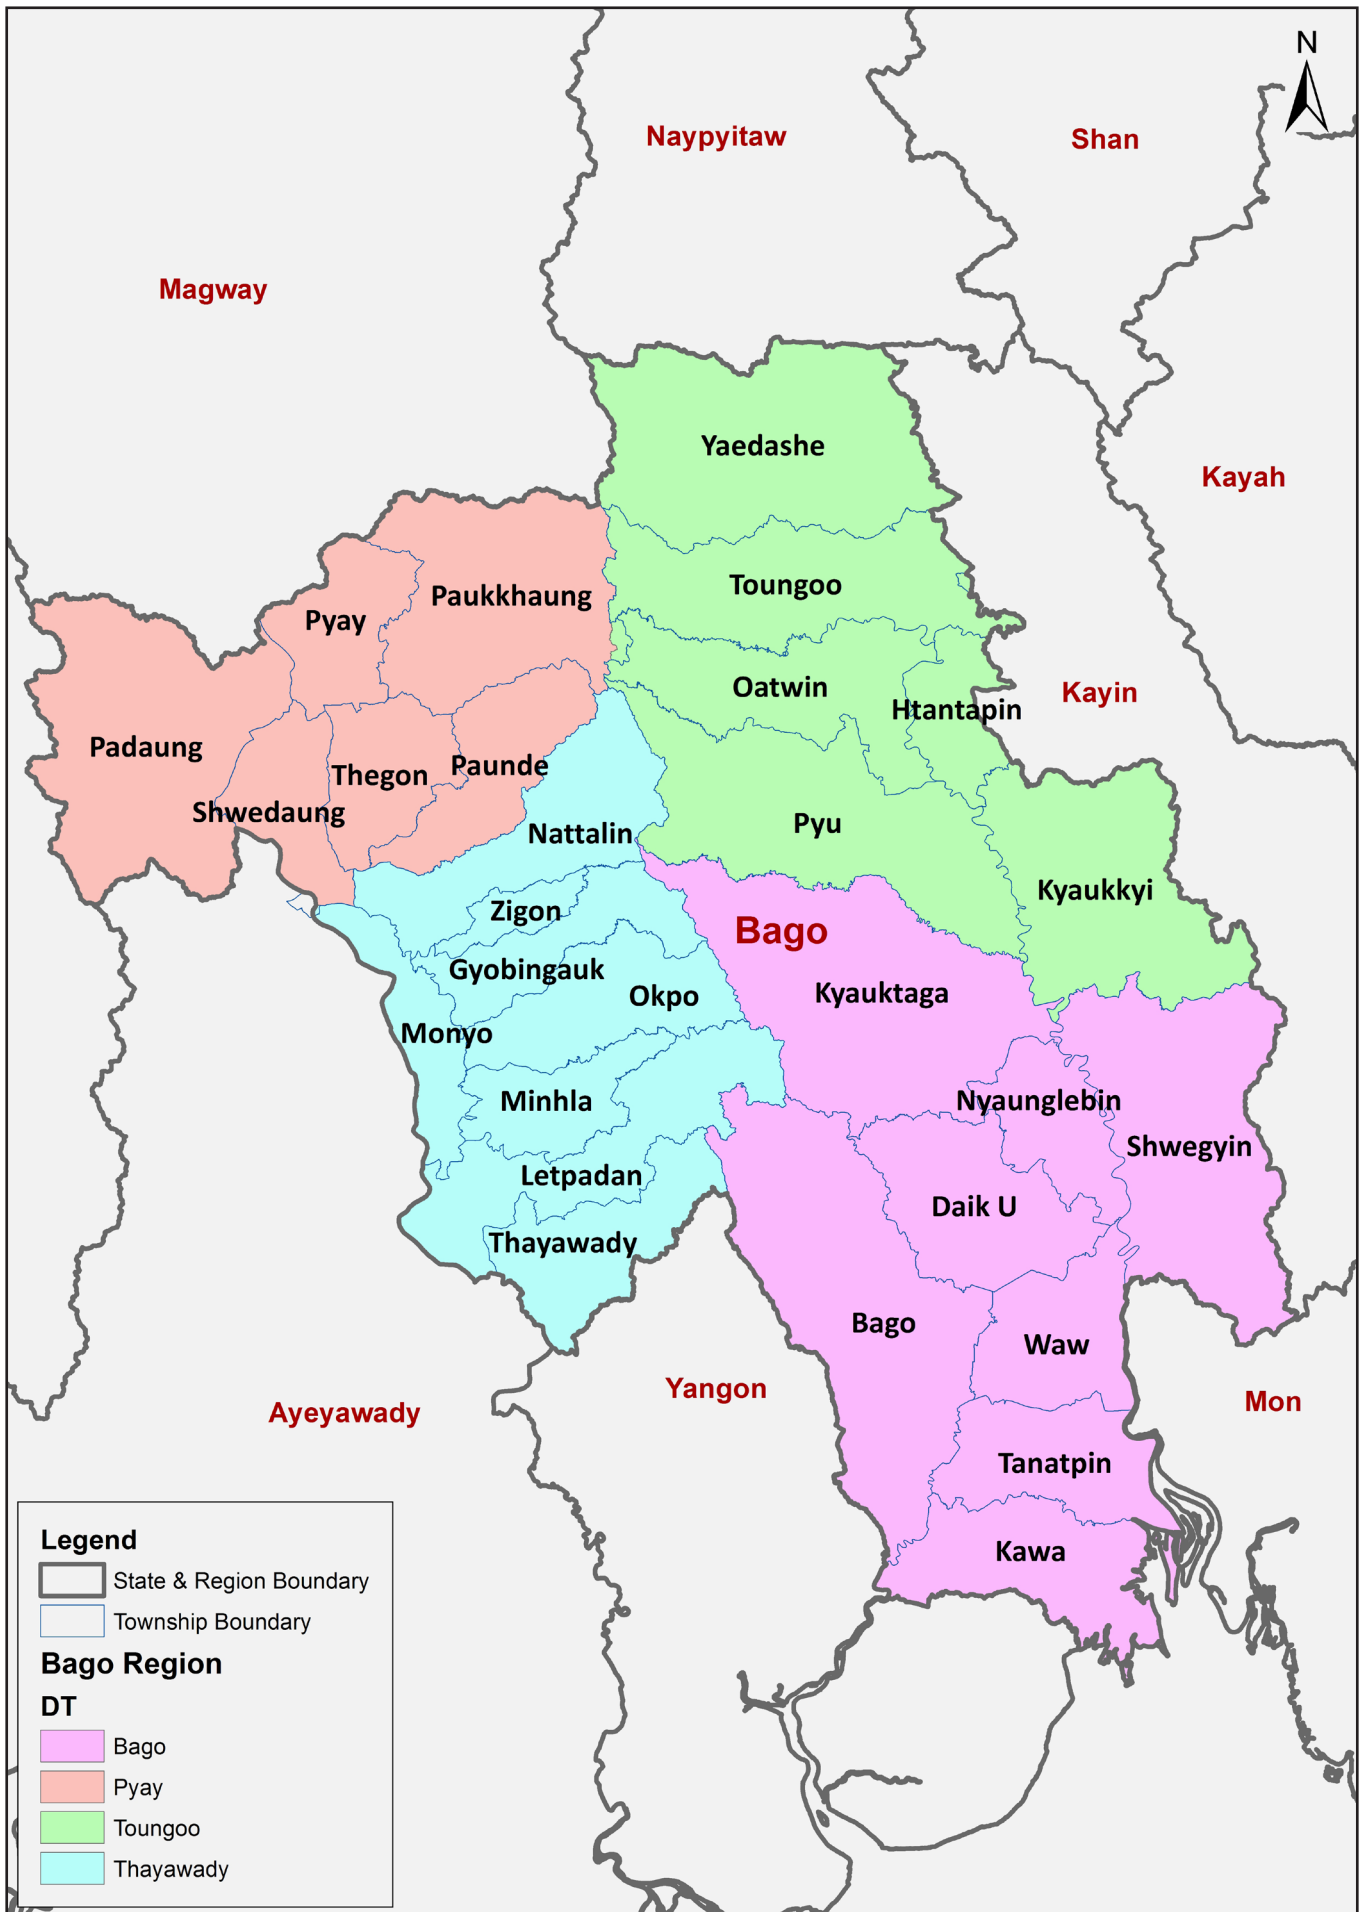 N
Naypyitaw
Shan
Magway
Yaedashe
Kayah
Toungoo
Paukkhaung
Pyay
Oatwin
Kayin
Htantapin
Padaung
Paunde
Thegon
Shwedaung
Pyu
Nattalin
Kyaukkyi
Zigon
Bago
Gyobingauk
Kyauktaga
Okpo
Monyo
Minhla
Nyaunglebin
Shwegyin
Letpadan
Daik U
Thayawady
Bago
Waw
Yangon
Mon
Ayeyawady
Tanatpin
Kawa
Legend
State & Region Boundary
Township Boundary
Bago Region
DT
Bago
Pyay
Toungoo
Thayawady